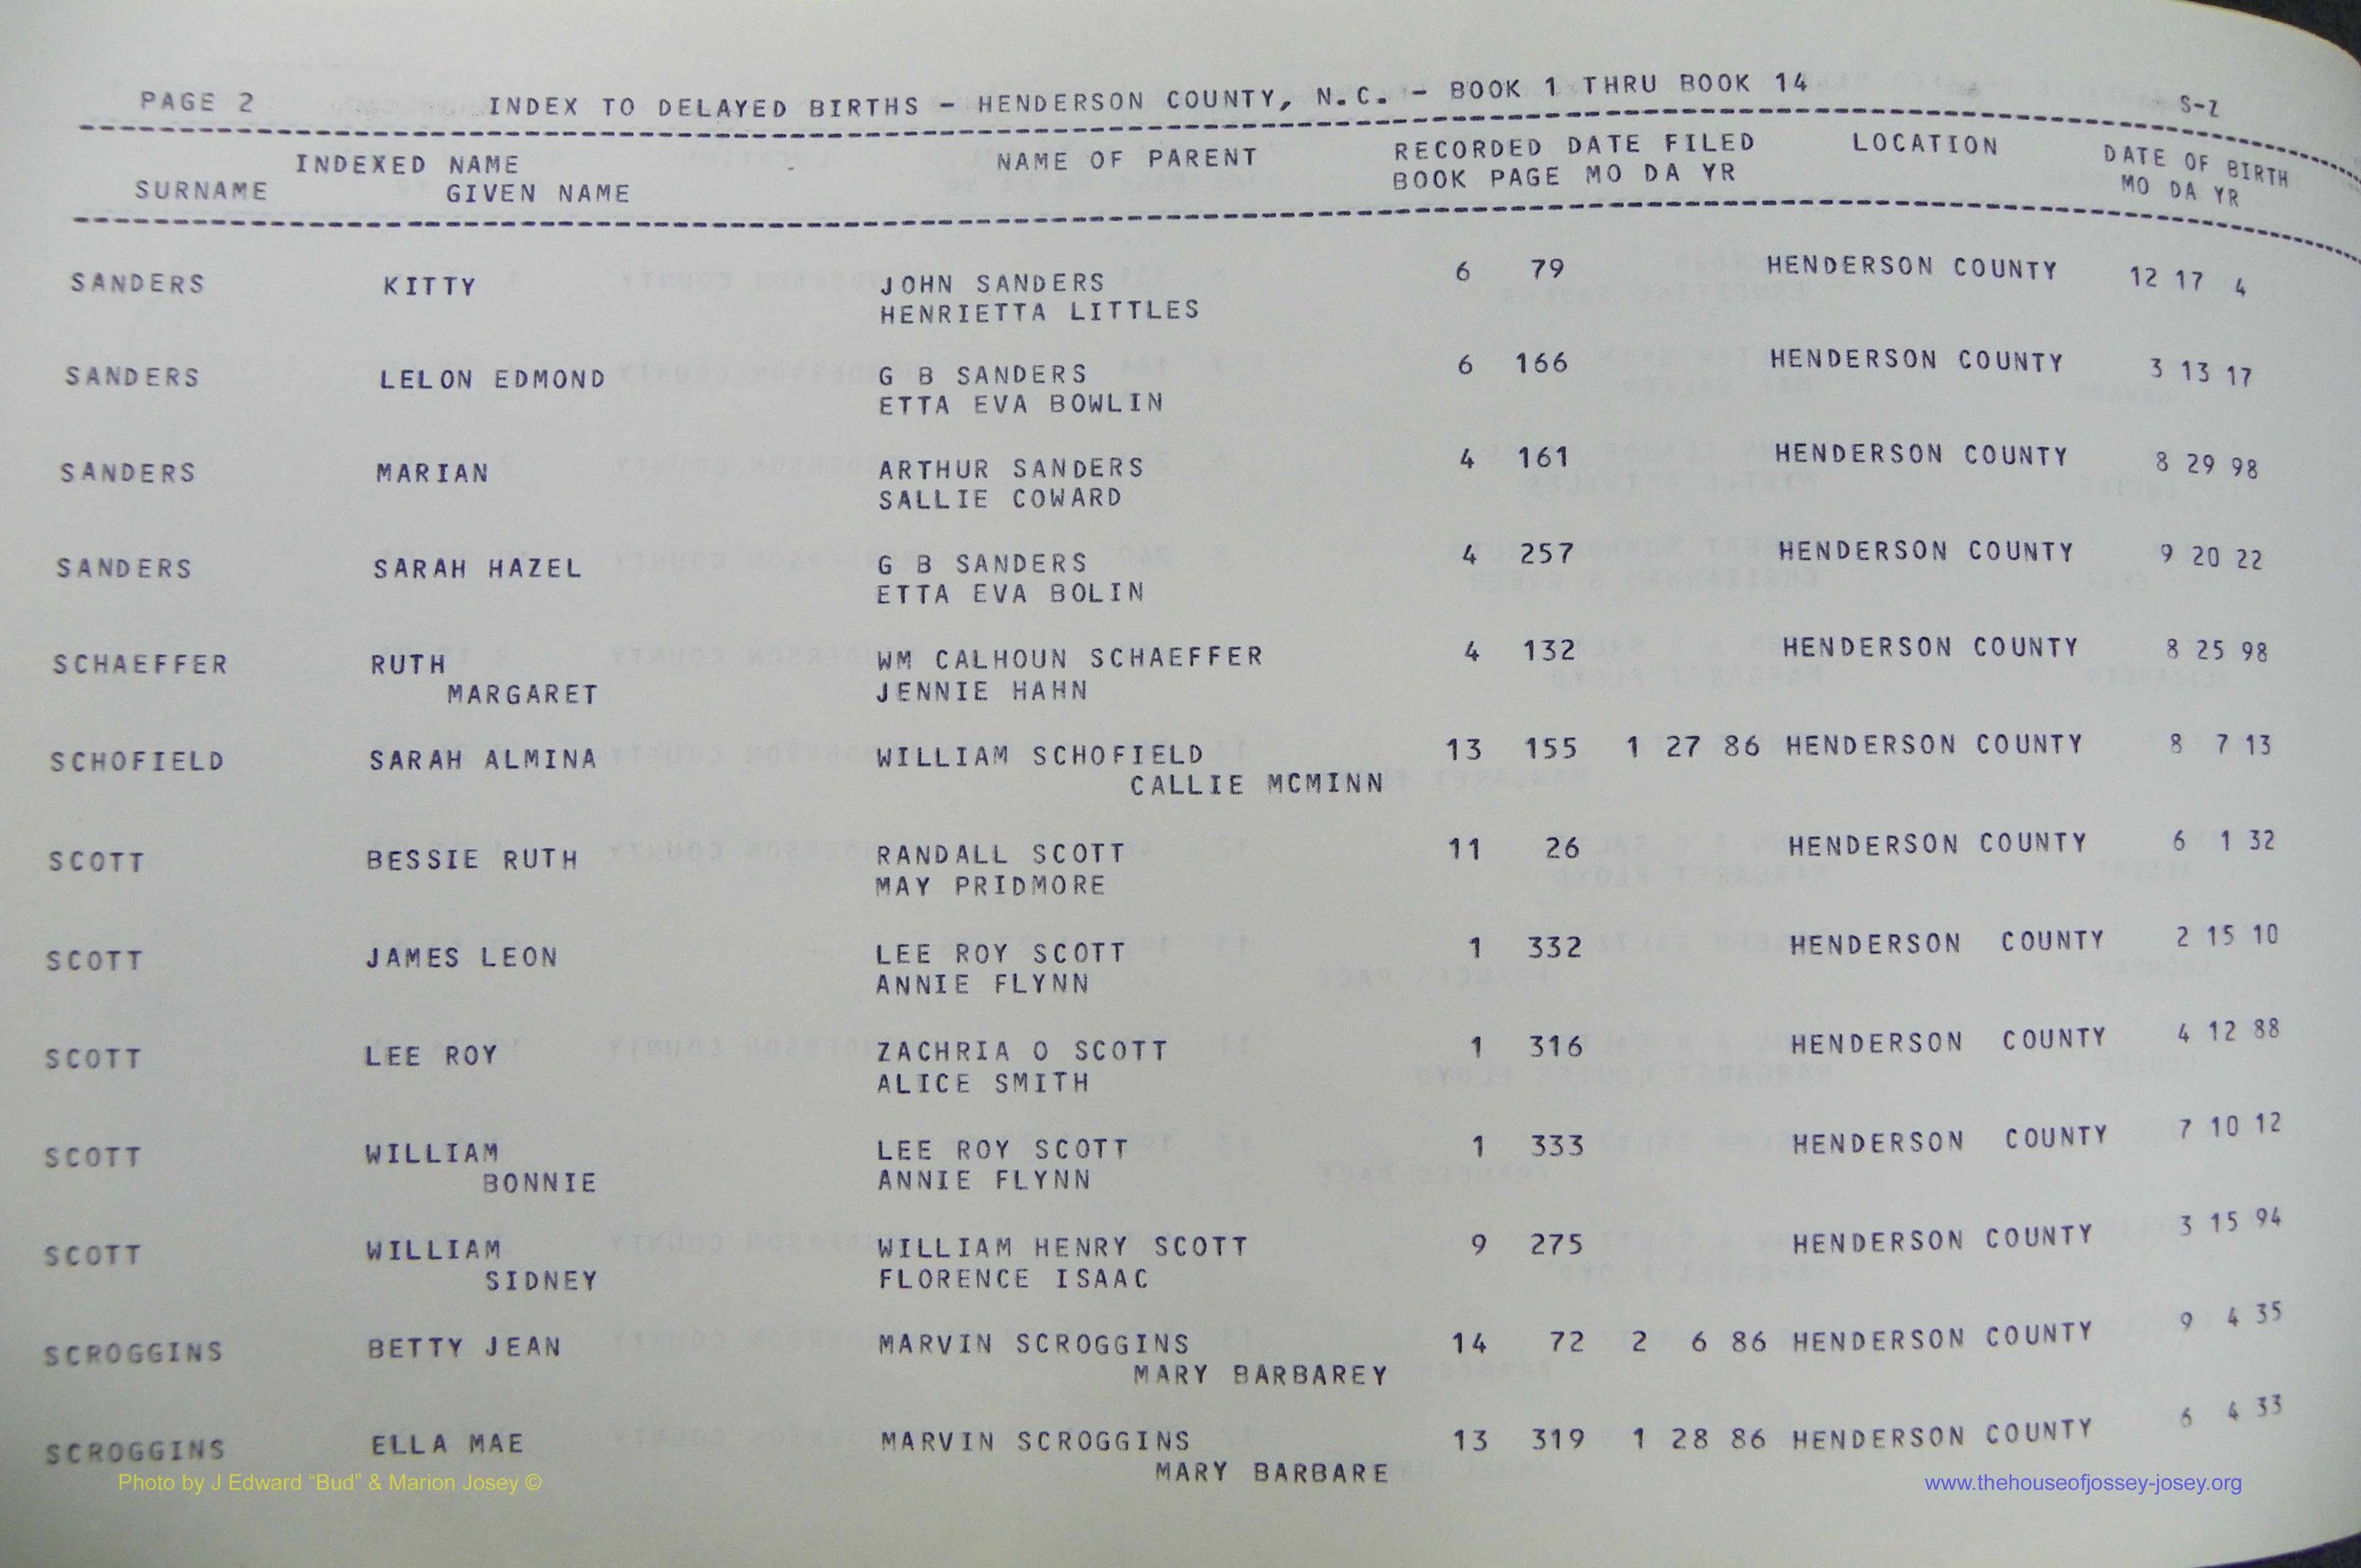 PAGE 2 INDEX TO DELAYED BIRTHS - HENDERSON COUNTY, N.C. - BOOK 1 THRU BOOK 14 S-Z
INDEXED NAME NAME OF PARENT RECORDED DATE FILED LOCATION DATE OF BIRTH
SURNAME GIVEN NAME BOOK PAGE MO DA YR MO DA YR
SANDERS KITTY JOHN SANDERS 6 79 HENDERSON COUNTY 12 17 4
HENRIETTA LITTLES
SANDERS LELON EDMOND G B SANDERS 6 166 HENDERSON COUNTY 3 13 17
ETTA EVA BOWLIN
SANDERS MARIAN ARTHUR SANDERS 4 161 HENDERSON COUNTY 8 29 98
SALLIE COWARD
SANDERS SARAH HAZEL G B SANDERS 4 257 HENDERSON COUNTY 9 20 22
ETTA EVA BOLIN
SCHAEFFER RUTH WM CALHOUN SCHAEFFER 4 132 HENDERSON COUNTY 8 25 98
MARGARET JENNIE HAHN
SCHOFIELD SARAH ALMINA WILLIAM SCHOFIELD 13 155 1 27 86 HENDERSON COUNTY 8 7 13
CALLIE MCMINN
SCOTT BESSIE RUTH RANDALL SCOTT 11 26 HENDERSON COUNTY 6 1 32
MAY PRIDMORE
SCOTT JAMES LEON LEE ROY SCOTT 1 332 HENDERSON COUNTY 2 15 10
ANNIE FLYNN
SCOTT LEE ROY ZACHRIA O SCOTT 1 316 HENDERSON COUNTY 4 12 88
ALICE SMITH
SCOTT WILLIAM LEE ROY SCOTT 1 333 HENDERSON COUNTY 7 10 12
BONNIE ANNIE FLYNN
SCOTT WILLIAM WILLIAM HENRY SCOTT 9 275 HENDERSON COUNTY 3 15 94
SIDNEY FLORENCE ISAAC
SCROGGINS BETTY JEAN MARVIN SCROGGINS 14 72 2 6 86 HENDERSON COUNTY 9 4 35
MARY BARBAREY
SCROGGINS ELLA MAE MARVIN SCROGGINS 13 319 1 28 86 HENDERSON COUNTY 6 4 33
MARY BARBARE
Photo by J Edward “Bud” & Marion Josey © www.thehouseofjossey-josey.org